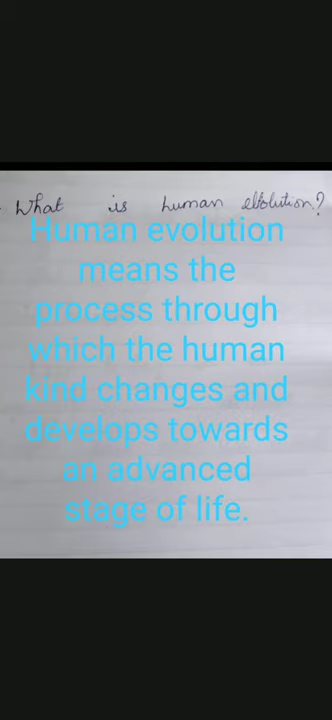 What is human evolution?
Human evolution
means the
process through
which the human
kind changes and
develops towards
an advanced
stage of life.